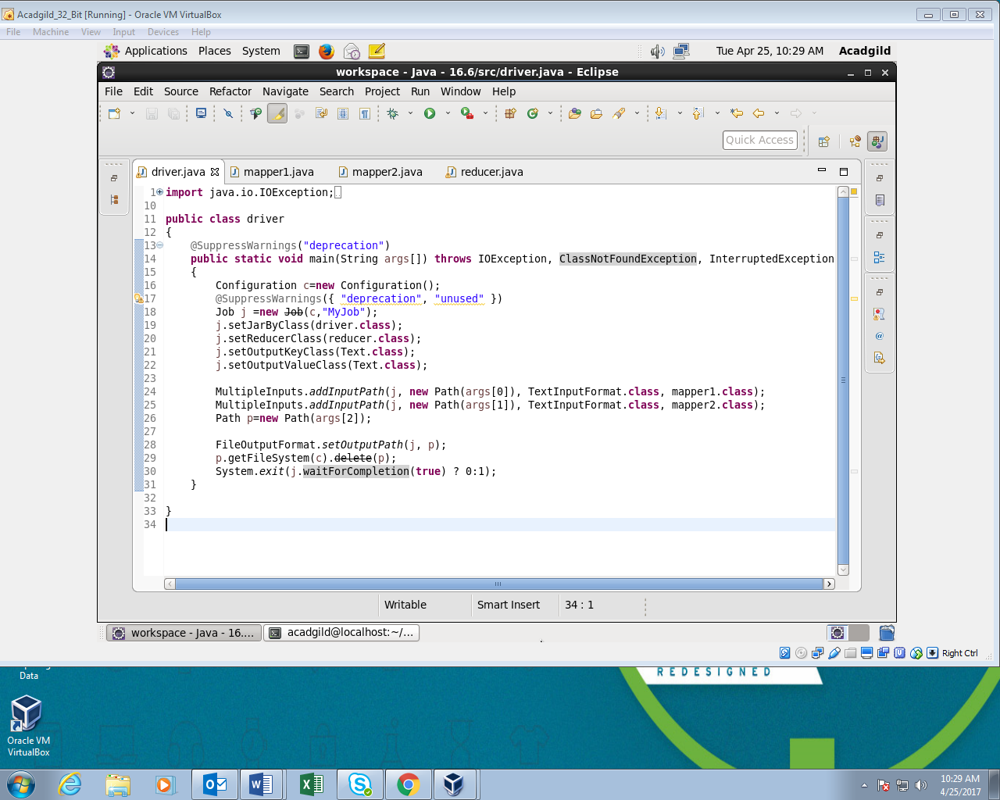 Acadgild_32_Bit [Running] - Oracle VM VirtualBox
File Machine View Input Devices Help
Applications Places System Tue Apr 25, 10:29 AM Acadgild
workspace - Java - 16.6/src/driver.java - Eclipse
File Edit Source Refactor Navigate Search Project Run Window Help
Quick Access
driver.java mapper1.java mapper2.java reducer.java
1 import java.io.IOException;
10
11 public class driver
12 {
13 @SuppressWarnings("deprecation")
14 public static void main(String args[]) throws IOException, ClassNotFoundException, InterruptedException
15 {
16 Configuration c=new Configuration();
17 @SuppressWarnings({ "deprecation", "unused" })
18 Job j =new Job(c,"MyJob");
19 j.setJarByClass(driver.class);
20 j.setReducerClass(reducer.class);
21 j.setOutputKeyClass(Text.class);
22 j.setOutputValueClass(Text.class);
23
24 MultipleInputs.addInputPath(j, new Path(args[0]), TextInputFormat.class, mapper1.class);
25 MultipleInputs.addInputPath(j, new Path(args[1]), TextInputFormat.class, mapper2.class);
26 Path p=new Path(args[2]);
27
28 FileOutputFormat.setOutputPath(j, p);
29 p.getFileSystem(c).delete(p);
30 System.exit(j.waitForCompletion(true) ? 0:1);
31 }
32
33 }
34
Writable Smart Insert 34 : 1
workspace - Java - 16.... acadgild@localhost:~/...
Right Ctrl
Data
REDESIGNED
Oracle VM
VirtualBox
10:29 AM
4/25/2017